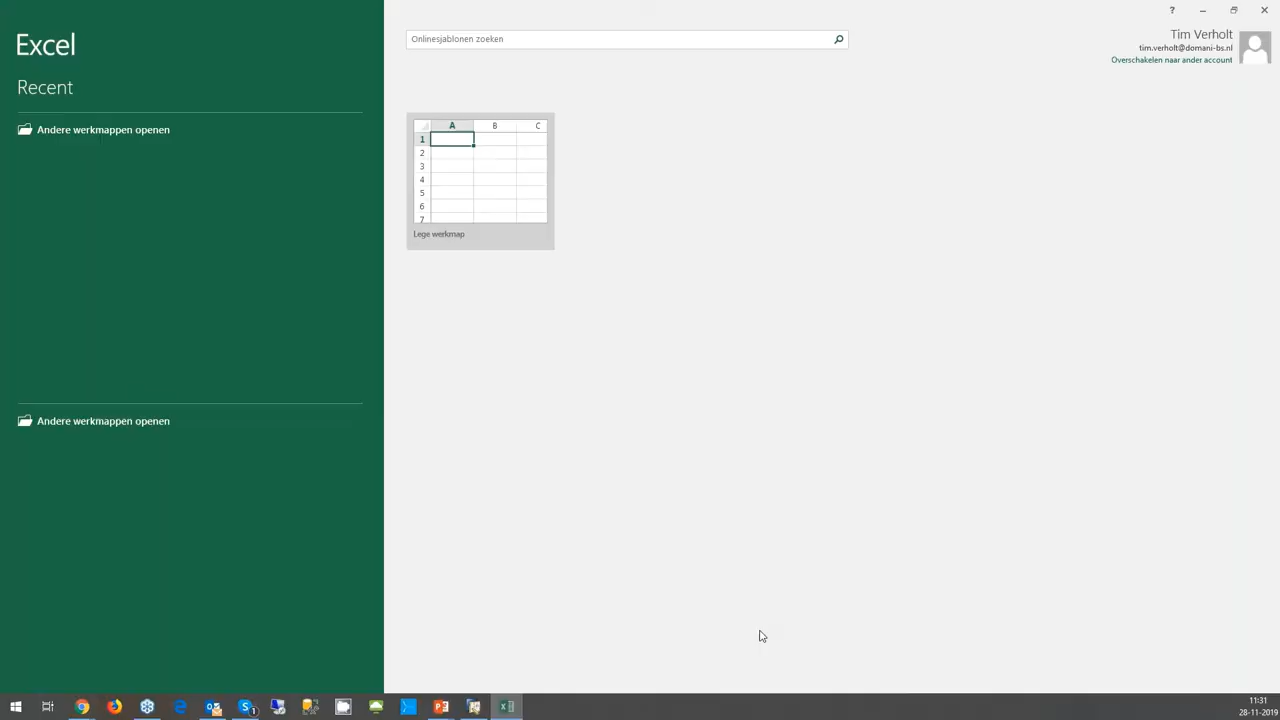 Excel
Recent
Andere werkmappen openen
Andere werkmappen openen
Onlinesjablonen zoeken
?
Tim Verholt
tim.verholt@domani-bs.nl
Overschakelen naar ander account
A B C
1
2
3
4
5
6
7
Lege werkmap
11:31
28-11-2019